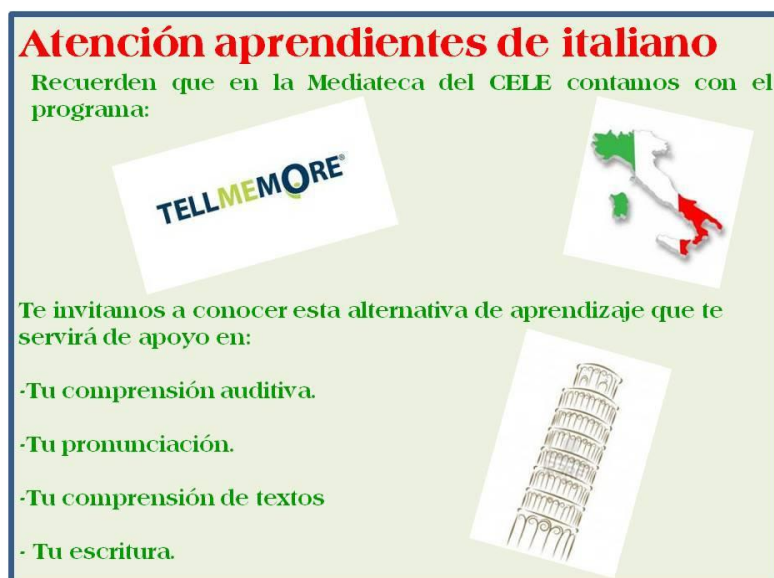 Atención aprendientes de italiano
Recuerden que en la Mediateca del CELE contamos con el
programa:
TELLMEMORE®
Te invitamos a conocer esta alternativa de aprendizaje que te
servirá de apoyo en:
-Tu comprensión auditiva.
-Tu pronunciación.
-Tu comprensión de textos
- Tu escritura.